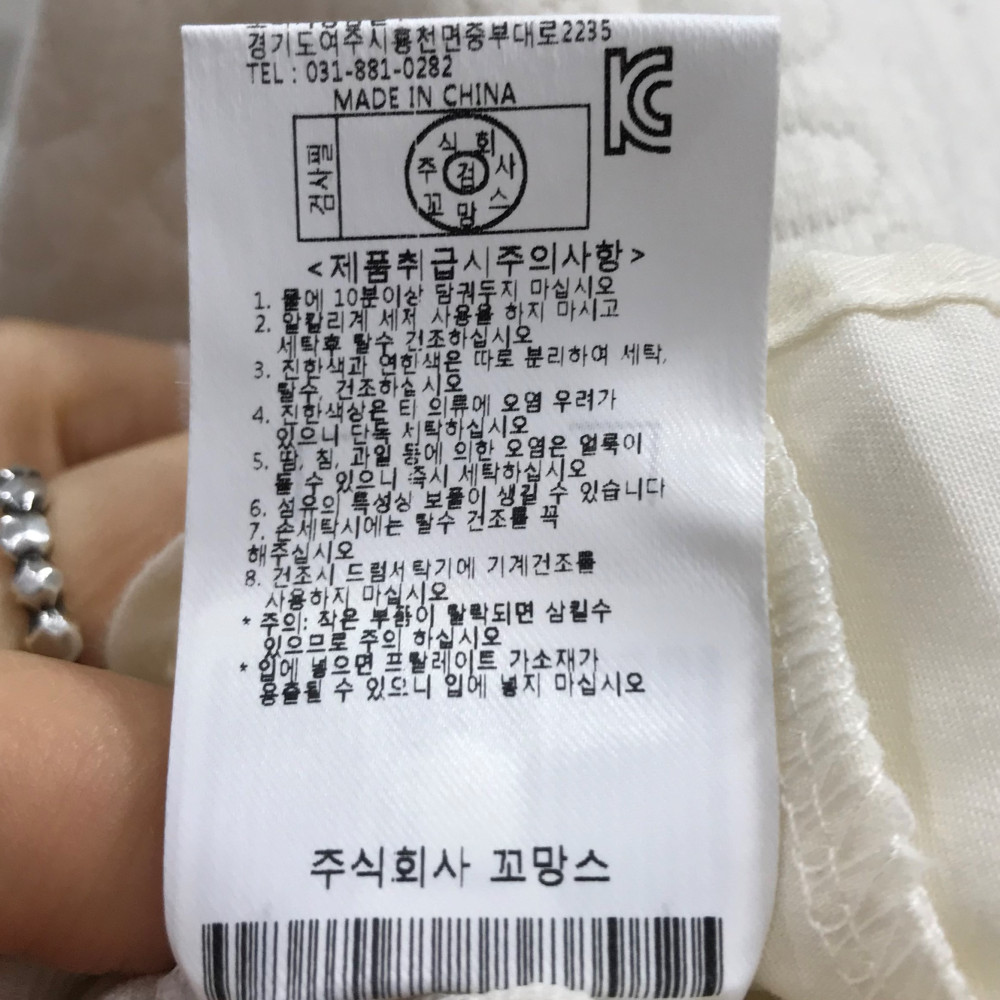 경기도여주시흥천면중부대로2235
TEL : 031-881-0282
MADE IN CHINA
KC
검사필
주식회사
검
꼬망스
<제품취급시주의사항>
1. 물에 10분이상 담궈두지 마십시오
2. 알칼리계 세저 사용을 하지 마시고
세탁후 탈수 건조하십시오
3. 진한색과 연한색은 따로 분리하여 세탁,
탈수, 건조하십시오
4. 진한색상은 타 의류에 오염 우려가
있으니 단독 세탁하십시오
5. 땀, 침, 과일 등에 의한 오염은 얼룩이
될 수 있으니 즉시 세탁하십시오
6. 섬유의 특성상 보풀이 생길 수 있습니다
7. 손세탁시에는 탈수 건조를 꼭
해주십시오
8. 건조시 드럼세탁기에 기계건조를
사용하지 마십시오
* 주의: 작은 부품이 탈락되면 삼킬수
있으므로 주의 하십시오
* 입에 넣으면 프탈레이트 가소재가
용출될 수 있으니 입에 넣지 마십시오
주식회사 꼬망스